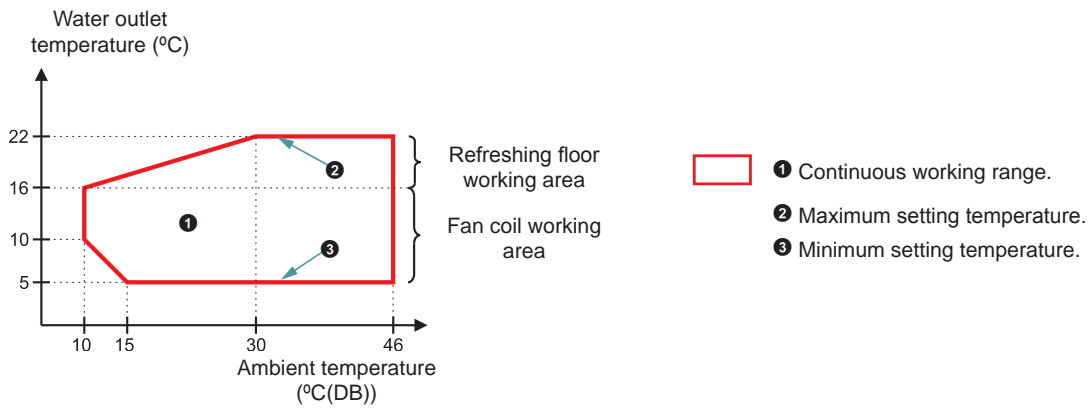 Water outlet
temperature (ºC)
22
16
10
5
10 15 30 46
Ambient temperature
(ºC(DB))
❶
❷
❸
Refreshing floor
working area
Fan coil working
area
❶ Continuous working range.
❷ Maximum setting temperature.
❸ Minimum setting temperature.